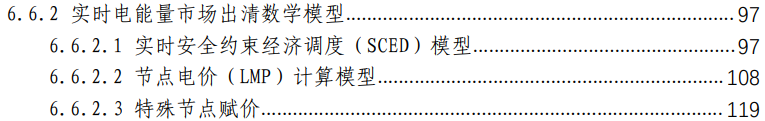 6.6.2 实时电能量市场出清数学模型........................................................................97
6.6.2.1 实时安全约束经济调度（SCED）模型................................................97
6.6.2.2 节点电价（LMP）计算模型................................................................108
6.6.2.3 特殊节点赋价......................................................................................119